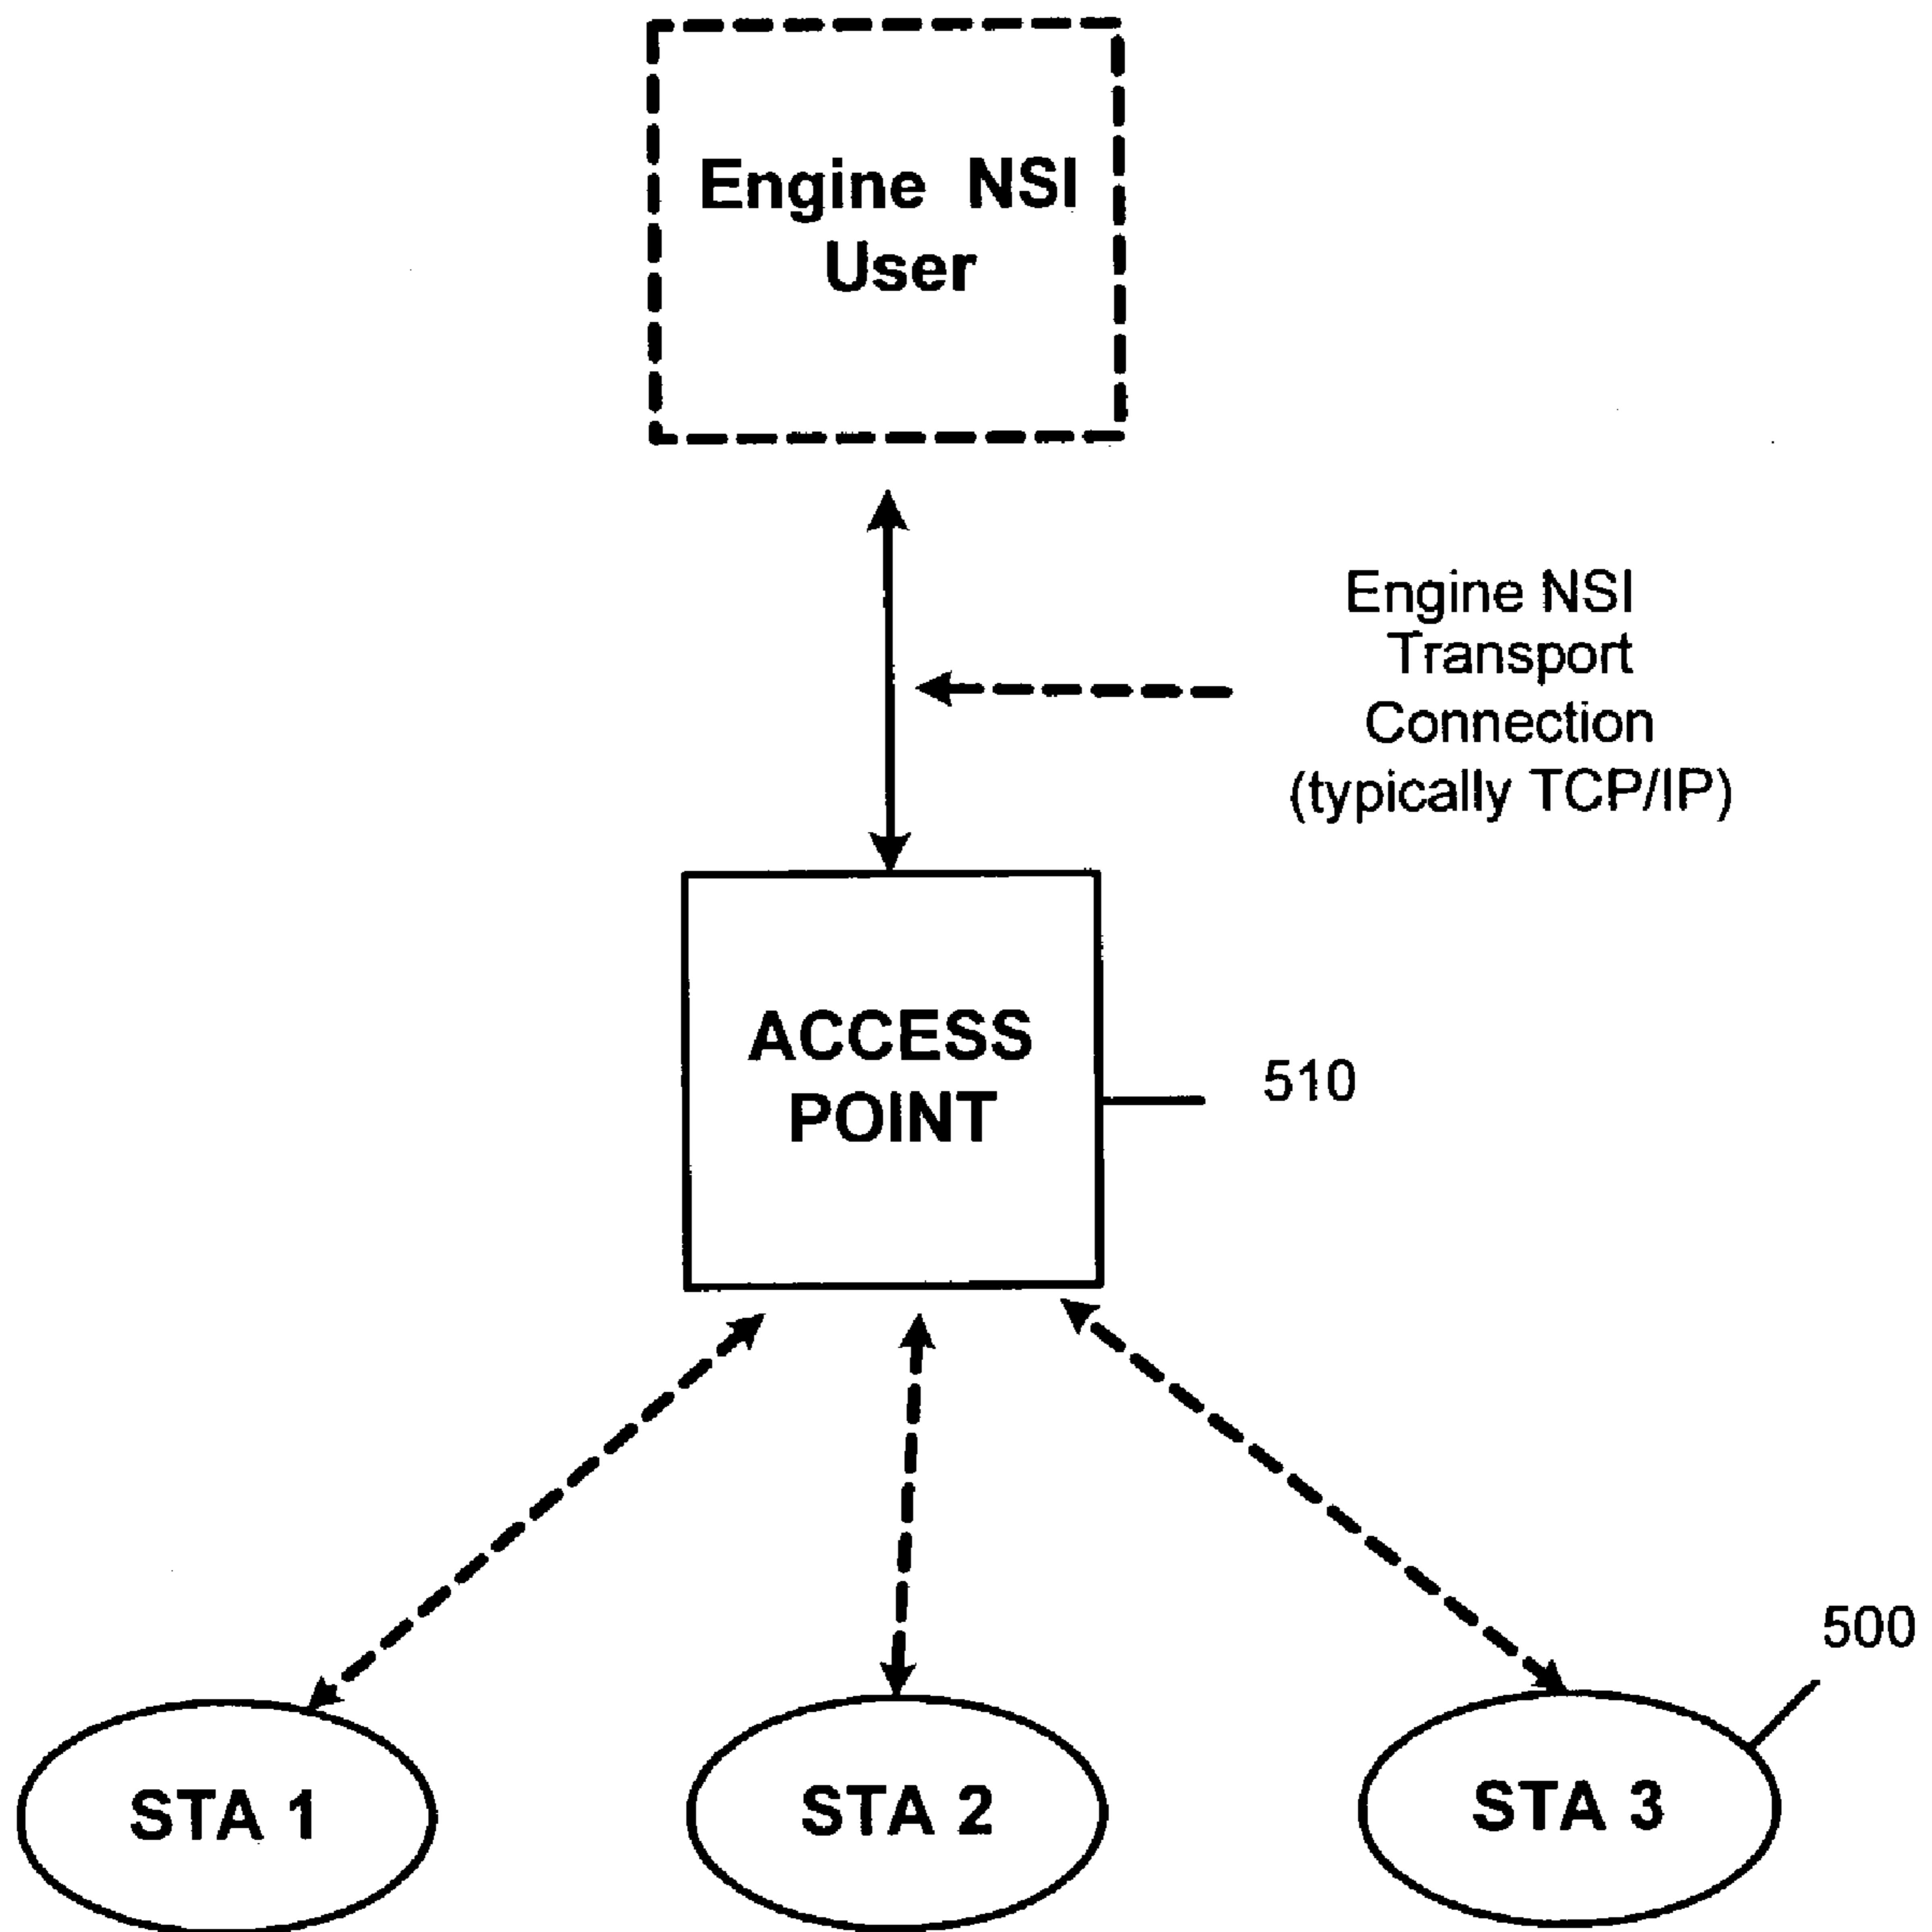 Engine NSI
User
Engine NSI
Transport
Connection
(typically TCP/IP)
ACCESS
POINT
510
500
STA 1
STA 2
STA 3